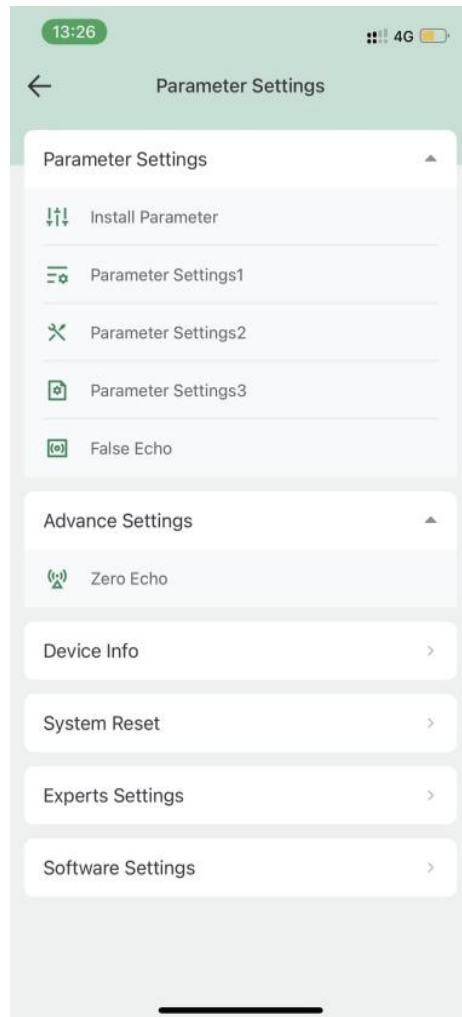 13:26
4G
Parameter Settings
Parameter Settings
Install Parameter
Parameter Settings1
Parameter Settings2
Parameter Settings3
False Echo
Advance Settings
Zero Echo
Device Info
System Reset
Experts Settings
Software Settings